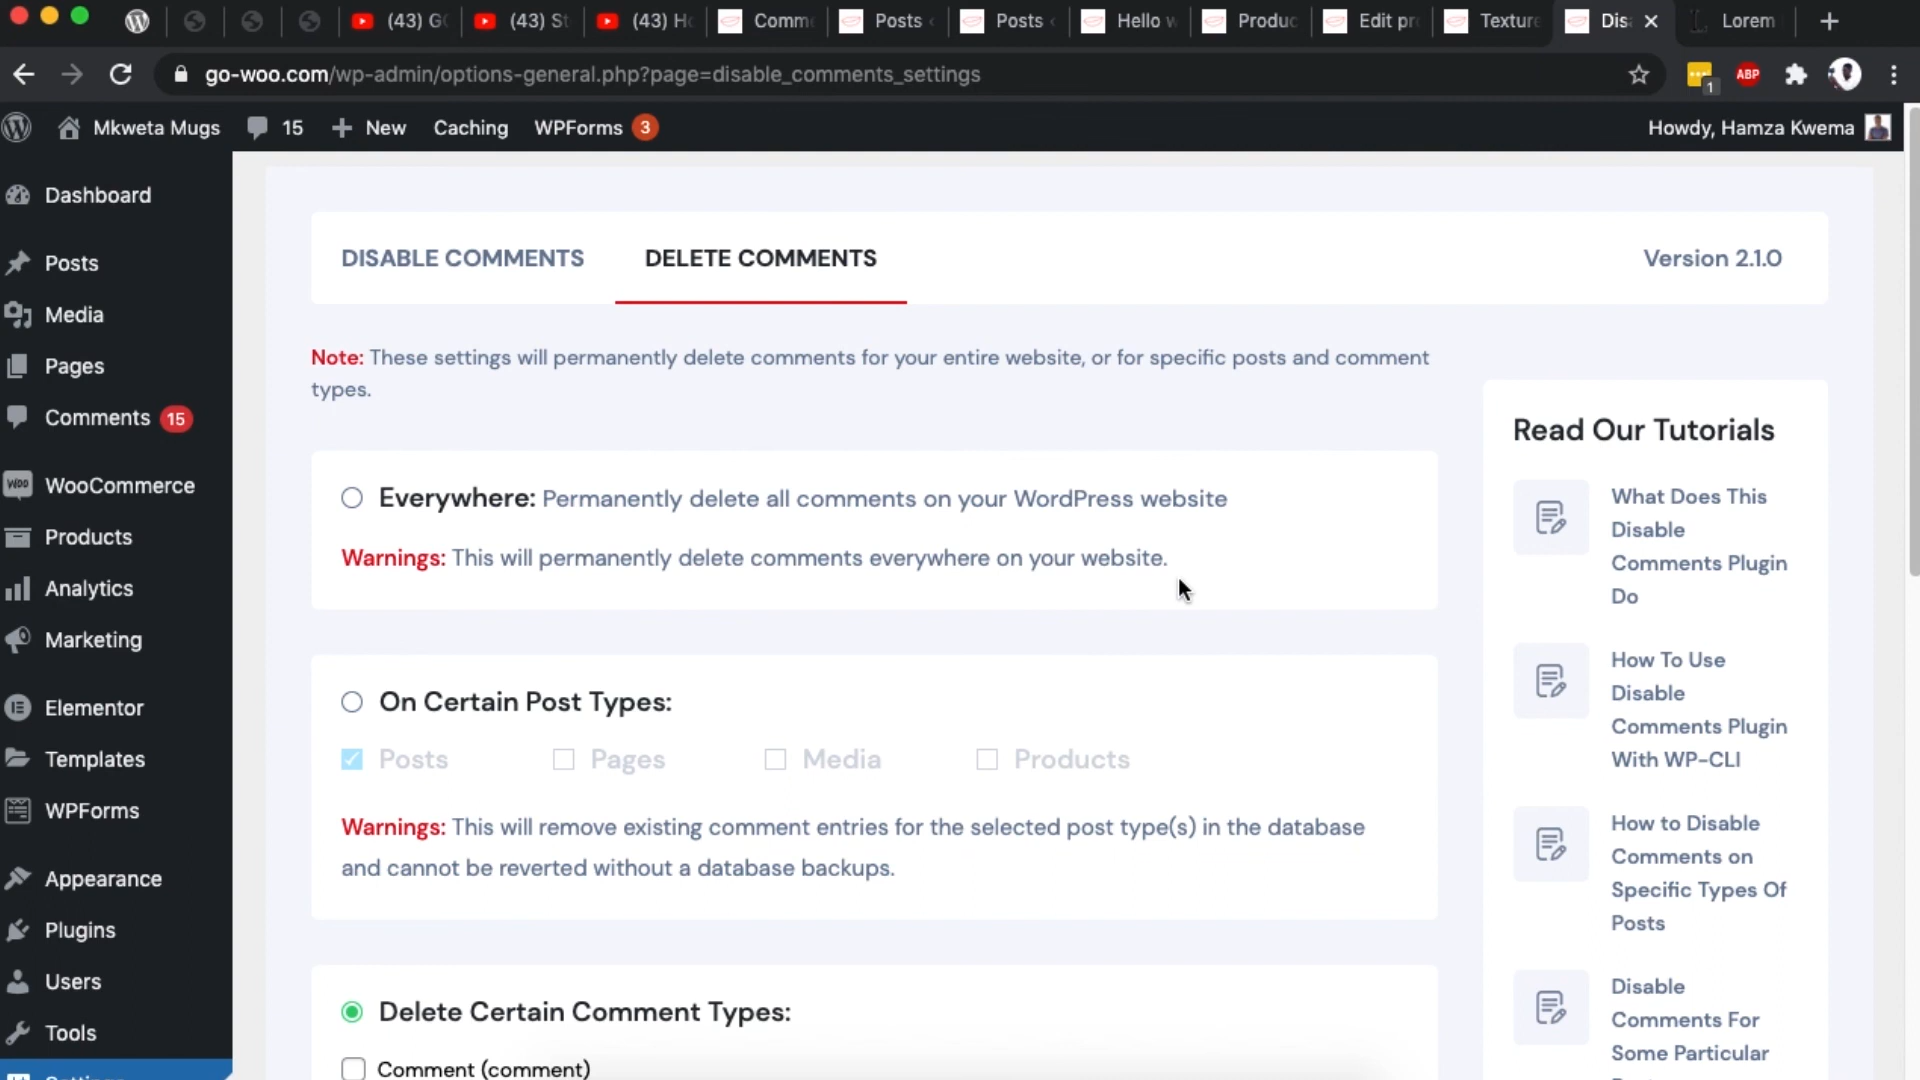 (43) G
(43) St
(43) H
Comm
Posts
Posts
Hello w
Produc
Edit pr
Texture
Dis
Lorem
go-woo.com/wp-admin/options-general.php?page=disable_comments_settings
1
ABP
Mkweta Mugs
15
New
Caching
WPForms 3
Howdy, Hamza Kwema
Dashboard
Posts
Media
Pages
Comments 15
WooCommerce
Products
Analytics
Marketing
Elementor
Templates
WPForms
Appearance
Plugins
Users
Tools
DISABLE COMMENTS
DELETE COMMENTS
Version 2.1.0
Note: These settings will permanently delete comments for your entire website, or for specific posts and comment
types.
Everywhere: Permanently delete all comments on your WordPress website
Warnings: This will permanently delete comments everywhere on your website.
On Certain Post Types:
Posts
Pages
Media
Products
Warnings: This will remove existing comment entries for the selected post type(s) in the database
and cannot be reverted without a database backups.
Delete Certain Comment Types:
Comment (comment)
Read Our Tutorials
What Does This
Disable
Comments Plugin
Do
How To Use
Disable
Comments Plugin
With WP-CLI
How to Disable
Comments on
Specific Types Of
Posts
Disable
Comments For
Some Particular